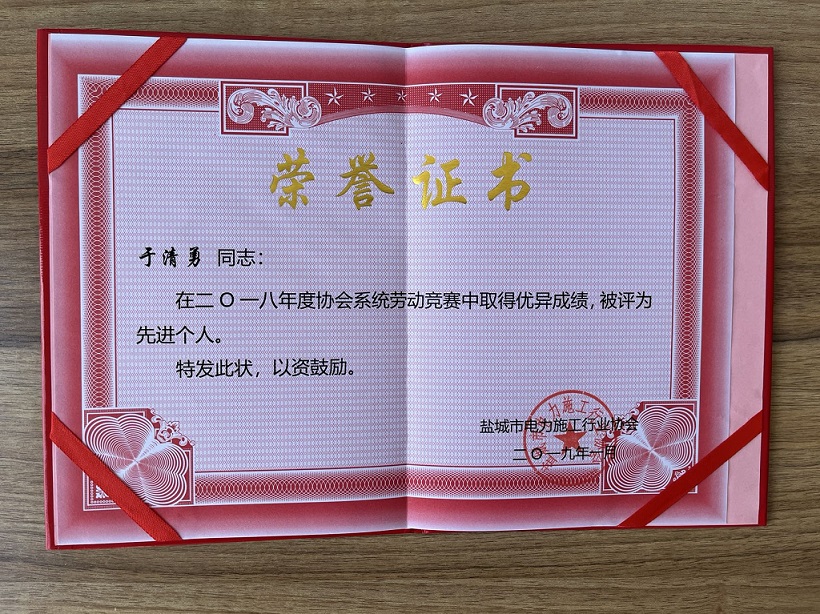 荣誉证书
于清勇 同志：
在二O一八年度协会系统劳动竞赛中取得优异成绩，被评为
先进个人。
特发此状，以资鼓励。
盐城市电力施工行业协会
二O一九年一月